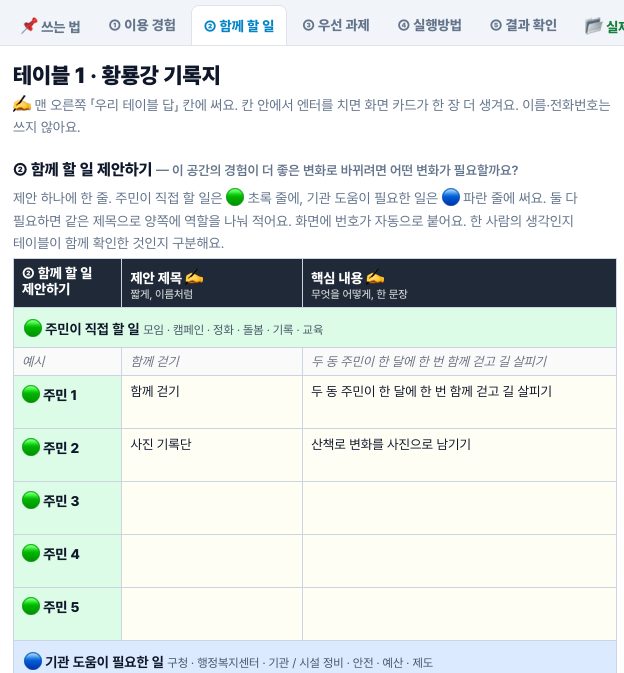 📌 쓰는 법 ① 이용 경험 ② 함께 할 일 ③ 우선 과제 ④ 실행방법 ⑤ 결과 확인 📂
테이블 1 · 황룡강 기록지
✍️ 맨 오른쪽 「우리 테이블 답」 칸에 써요. 칸 안에서 엔터를 치면 화면 카드가 한 장 더 생겨요. 이름·전화번호는
쓰지 않아요.
② 함께 할 일 제안하기 — 이 공간의 경험이 더 좋은 변화로 바뀌려면 어떤 변화가 필요할까요?
제안 하나에 한 줄. 주민이 직접 할 일은 🟢 초록 줄에, 기관 도움이 필요한 일은 🔵 파란 줄에 써요. 둘 다
필요하면 같은 제목으로 양쪽에 역할을 나눠 적어요. 화면에 번호가 자동으로 붙어요. 한 사람의 생각인지
테이블이 함께 확인한 것인지 구분해요.
② 함께 할 일
제안하기
제안 제목 ✍️
짧게, 이름처럼
핵심 내용 ✍️
무엇을 어떻게, 한 문장
🟢 주민이 직접 할 일 모임 · 캠페인 · 정화 · 돌봄 · 기록 · 교육
예시 함께 걷기 두 동 주민이 한 달에 한 번 함께 걷고 길 살피기
🟢 주민 1 함께 걷기 두 동 주민이 한 달에 한 번 함께 걷고 길 살피기
🟢 주민 2 사진 기록단 산책로 변화를 사진으로 남기기
🟢 주민 3
🟢 주민 4
🟢 주민 5
🔵 기관 도움이 필요한 일 구청 · 행정복지센터 · 기관 / 시설 정비 · 안전 · 예산 · 제도